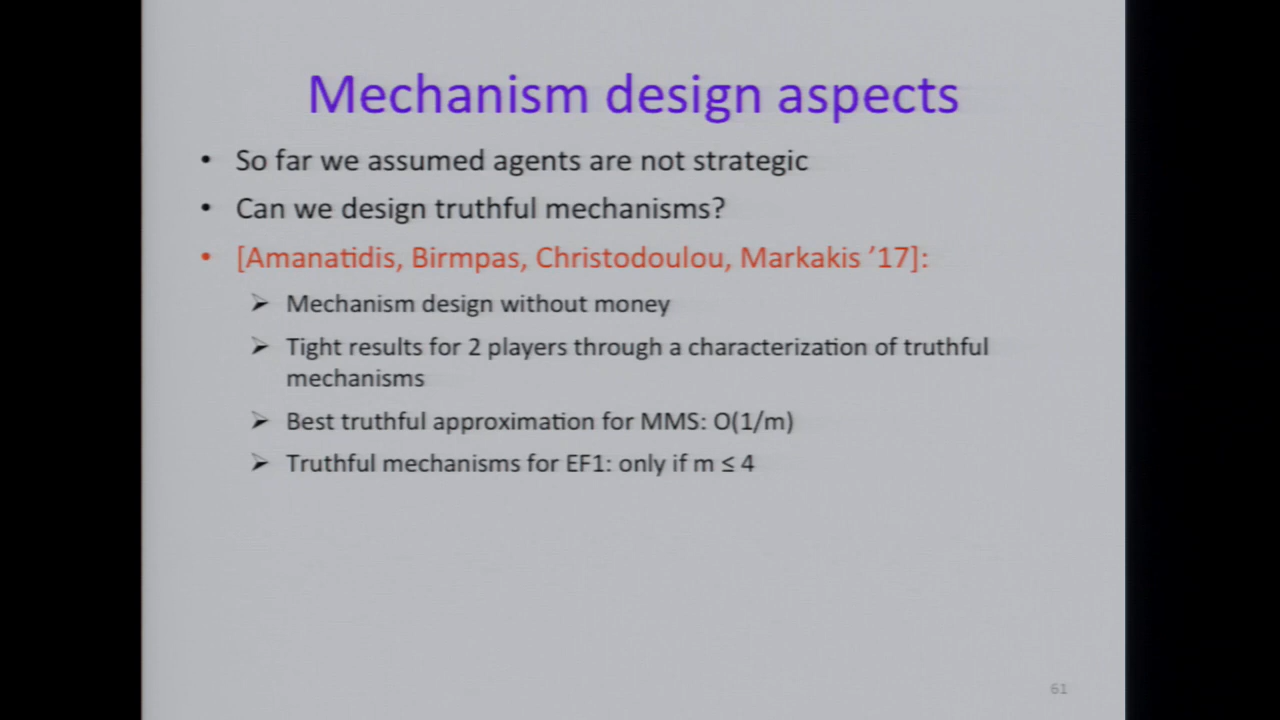 Mechanism design aspects
• So far we assumed agents are not strategic
• Can we design truthful mechanisms?
• [Amanatidis, Birmpas, Christodoulou, Markakis ’17]:
➢ Mechanism design without money
➢ Tight results for 2 players through a characterization of truthful
mechanisms
➢ Best truthful approximation for MMS: O(1/m)
➢ Truthful mechanisms for EF1: only if m ≤ 4
61